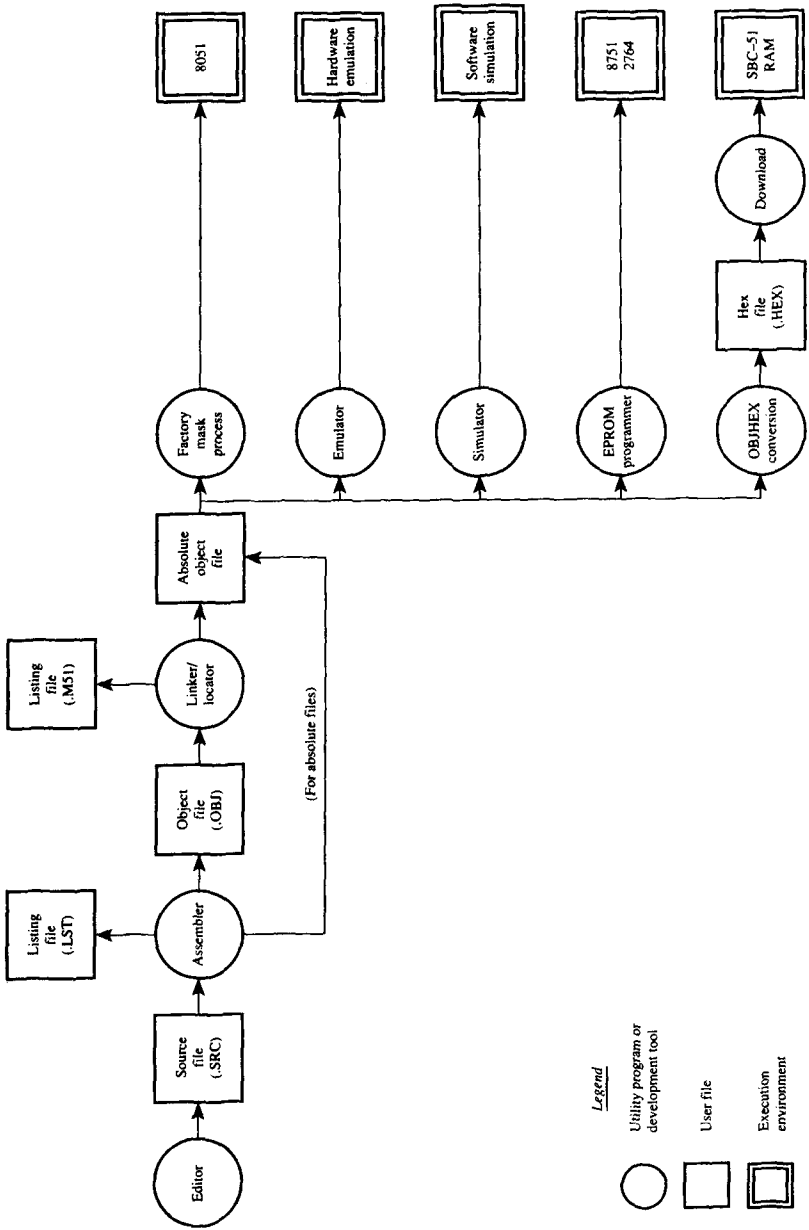 Editor
Source
file
(.SRC)
Assembler
Listing
file
(.LST)
Object
file
(.OBJ)
Linker/
locator
Listing
file
(.M51)
(For absolute files)
Absolute
object
file
Factory
mask
process
8051
Emulator
Hardware
emulation
Simulator
Software
simulation
EPROM
programmer
8751
2764
OBJHEX
conversion
Hex
file
(.HEX)
Download
SBC-51
RAM
Legend
Utility program or
development tool
User file
Execution
environment